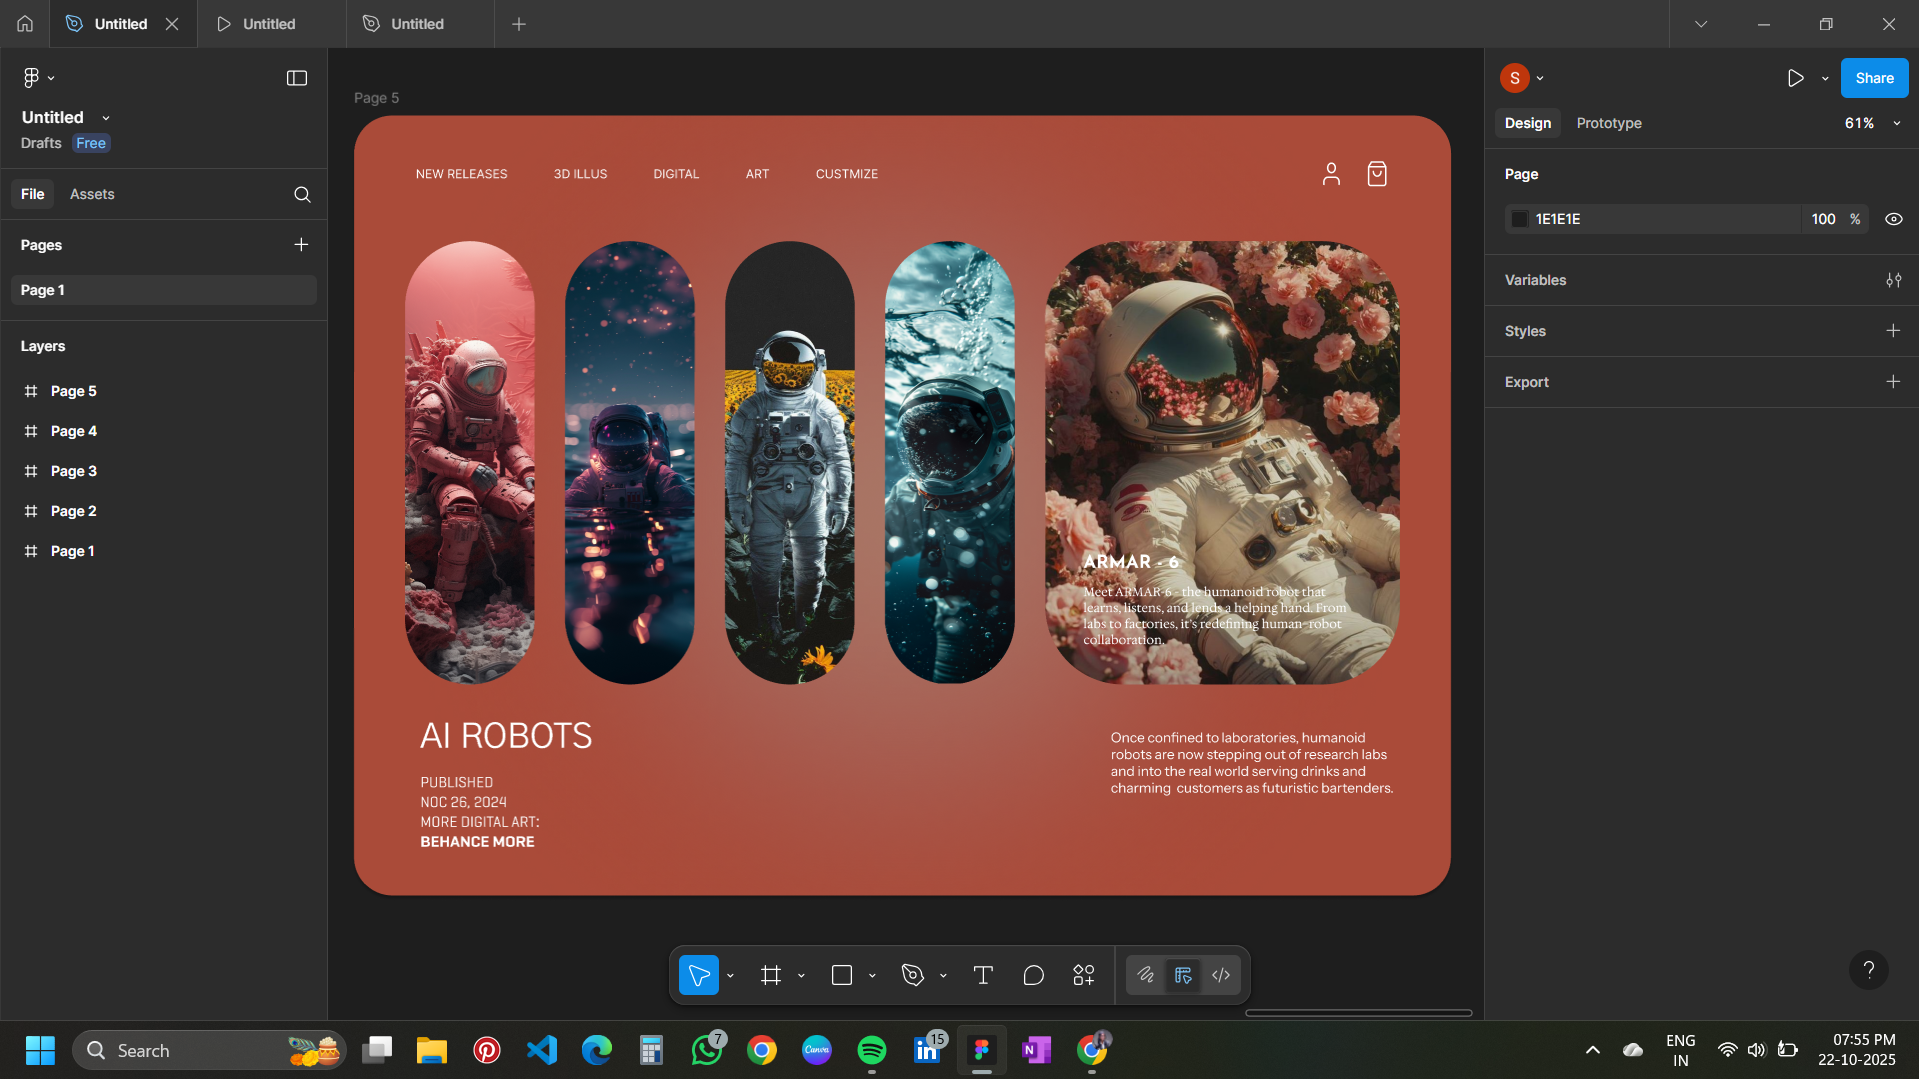 Untitled
Untitled
Untitled
Untitled
Drafts Free
File Assets
Pages
Page 1
Layers
Page 5
Page 4
Page 3
Page 2
Page 1
Page 5
NEW RELEASES 3D ILLUS DIGITAL ART CUSTMIZE
ARMAR - 6
Meet ARMAR-6 - the humanoid robot that
learns, listens, and lends a helping hand. From
labs to factories, it's redefining human-robot
collaboration.
AI ROBOTS
PUBLISHED
NOC 26, 2024
MORE DIGITAL ART:
BEHANCE MORE
Once confined to laboratories, humanoid
robots are now stepping out of research labs
and into the real world serving drinks and
charming customers as futuristic bartenders.
S
Share
Design Prototype 61%
Page
1E1E1E 100 %
Variables
Styles
Export
?
Search
7
Canva
15
in
N
ENG
IN
07:55 PM
22-10-2025